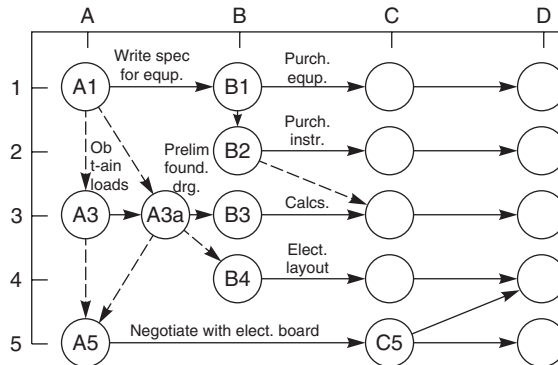 A B C D
Write spec
for equp.
Purch.
equp.
1 A1 B1
Purch.
instr.
2 B2
Ob
t-ain
loads
Prelim
found.
drg.
Calcs.
3 A3 A3a B3
Elect.
layout
4 B4
Negotiate with elect. board
5 A5 C5